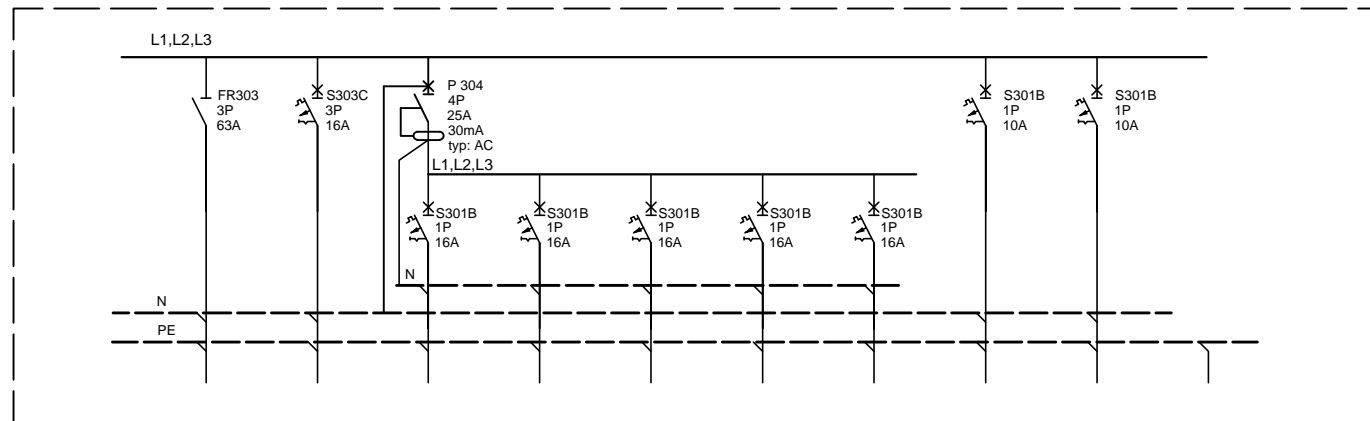 L1,L2,L3
FR303
3P
63A
S303C
3P
16A
P 304
4P
25A
30mA
typ: AC
S301B
1P
10A
S301B
1P
10A
L1,L2,L3
S301B
1P
16A
S301B
1P
16A
S301B
1P
16A
S301B
1P
16A
S301B
1P
16A
N
N
PE